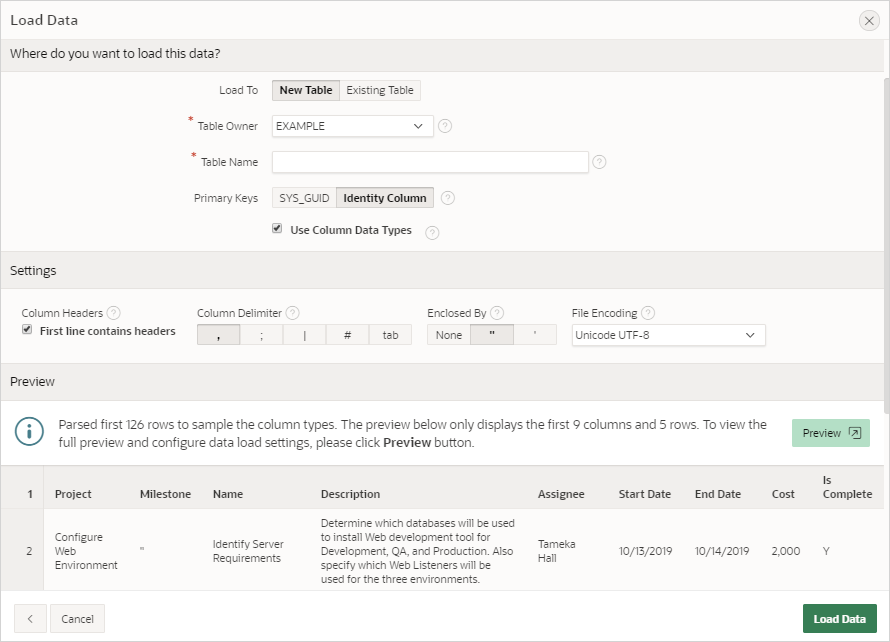 Load Data
Where do you want to load this data?
Load To New Table Existing Table
* Table Owner EXAMPLE ?
* Table Name ?
Primary Keys SYS_GUID Identity Column ?
Use Column Data Types ?
Settings
Column Headers ? Column Delimiter ? Enclosed By ? File Encoding ?
First line contains headers , ; | # tab None " ' Unicode UTF-8
Preview
Parsed first 126 rows to sample the column types. The preview below only displays the first 9 columns and 5 rows. To view the
full preview and configure data load settings, please click Preview button.
Preview
1 Project Milestone Name Description Assignee Start Date End Date Cost Is
Complete
2
Configure
Web
Environment
"
Identify Server
Requirements
Determine which databases will be used
to install Web development tool for
Development, QA, and Production. Also
specify which Web Listeners will be
used for the three environments.
Tameka
Hall
10/13/2019
10/14/2019
2,000
Y
< Cancel Load Data